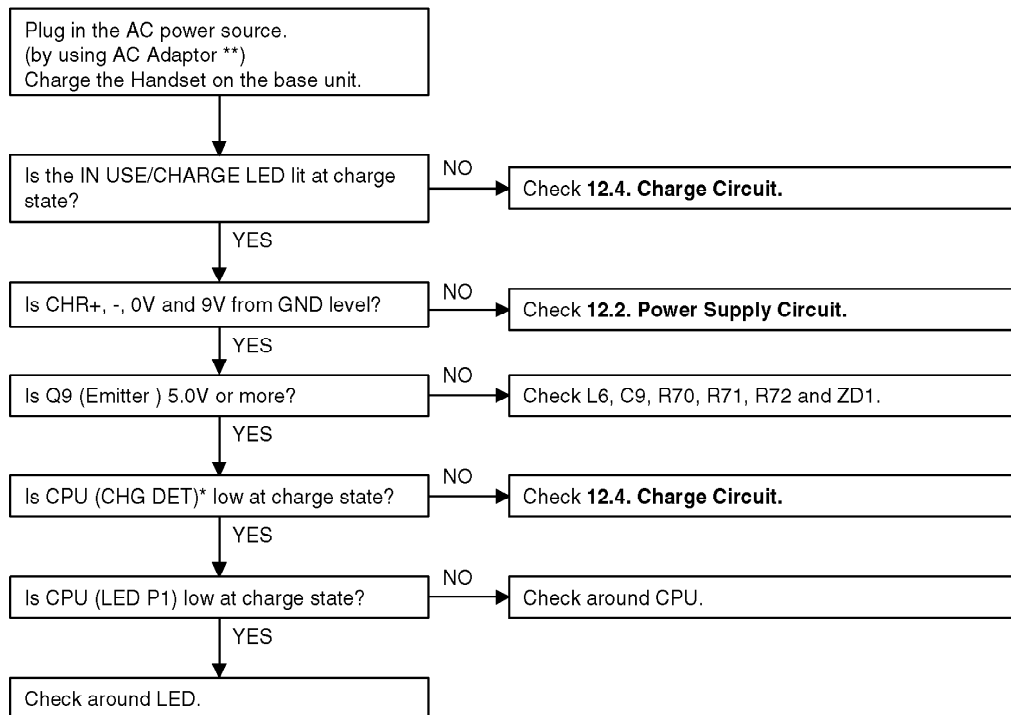 Plug in the AC power source.
(by using AC Adaptor **)
Charge the Handset on the base unit.
Is the IN USE/CHARGE LED lit at charge
state?
NO
Check 12.4. Charge Circuit.
YES
Is CHR+, -, 0V and 9V from GND level?
NO
Check 12.2. Power Supply Circuit.
YES
Is Q9 (Emitter ) 5.0V or more?
NO
Check L6, C9, R70, R71, R72 and ZD1.
YES
Is CPU (CHG DET)* low at charge state?
NO
Check 12.4. Charge Circuit.
YES
Is CPU (LED P1) low at charge state?
NO
Check around CPU.
YES
Check around LED.